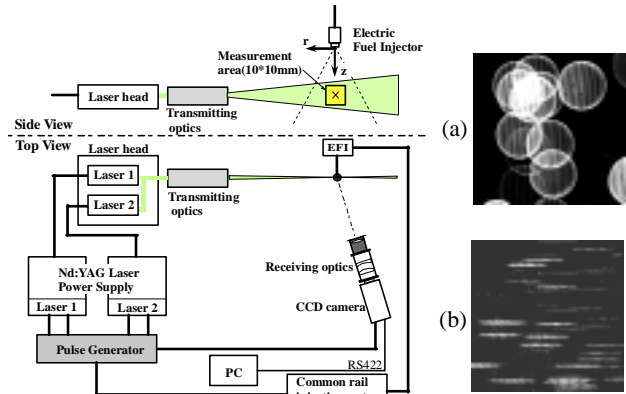 Electric
Fuel Injector
r
z
Measurement
area(10*10mm)
Laser head
Transmitting
optics
Side View
Top View
Laser head
Laser 1
Laser 2
Transmitting
optics
EFI
Nd:YAG Laser
Power Supply
Laser 1
Laser 2
Receiving optics
CCD camera
Pulse Generator
PC
RS422
Common rail
(a)
(b)